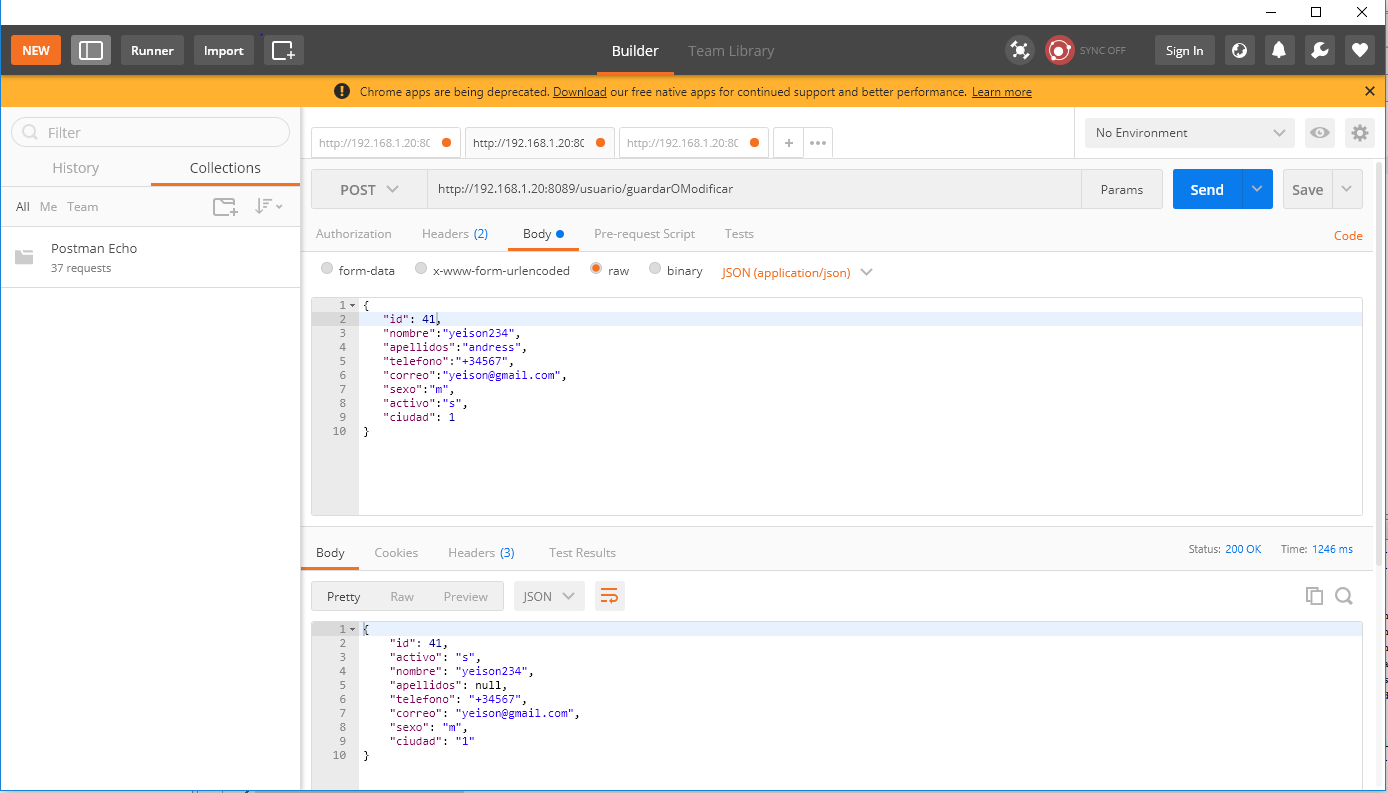 NEW Runner Import Builder Team Library SYNC OFF Sign In
Chrome apps are being deprecated. Download our free native apps for continued support and better performance. Learn more
Filter
History Collections
All Me Team
Postman Echo
37 requests
http://192.168.1.20:80 http://192.168.1.20:80 http://192.168.1.20:80 + ••• No Environment
POST http://192.168.1.20:8089/usuario/guardarOModificar Params Send Save
Authorization Headers (2) Body Pre-request Script Tests Code
form-data x-www-form-urlencoded raw binary JSON (application/json)
1 {
2 "id": 41,
3 "nombre":"yeison234",
4 "apellidos":"andress",
5 "telefono":"+34567",
6 "correo":"yeison@gmail.com",
7 "sexo":"m",
8 "activo":"s",
9 "ciudad": 1
10 }
Body Cookies Headers (3) Test Results Status: 200 OK Time: 1246 ms
Pretty Raw Preview JSON
1 {
2 "id": 41,
3 "activo": "s",
4 "nombre": "yeison234",
5 "apellidos": null,
6 "telefono": "+34567",
7 "correo": "yeison@gmail.com",
8 "sexo": "m",
9 "ciudad": "1"
10 }